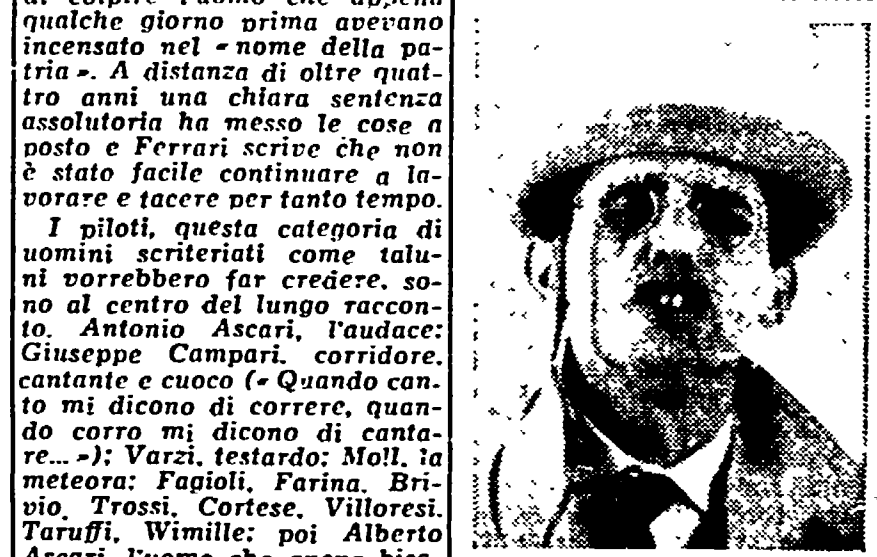 di colpire l'uomo che appena
qualche giorno prima avevano
incensato nel « nome della pa-
tria ». A distanza di oltre quat-
tro anni una chiara sentenza
assolutoria ha messo le cose a
posto e Ferrari scrive che non
è stato facile continuare a la-
vorare e tacere per tanto tempo.
I piloti, questa categoria di
uomini scriteriati come talu-
ni vorrebbero far credere, so-
no al centro del lungo raccon-
to. Antonio Ascari, l'audace;
Giuseppe Campari, corridore,
cantante e cuoco (« Quando can-
to mi dicono di correre, quan-
do corro mi dicono di canta-
re... »); Varzi, testardo; Moll, la
meteora; Fagioli, Farina, Bri-
vio, Trossi, Cortese, Villoresi,
Taruffi, Wimille; poi Alberto
Ascari, l'uomo che